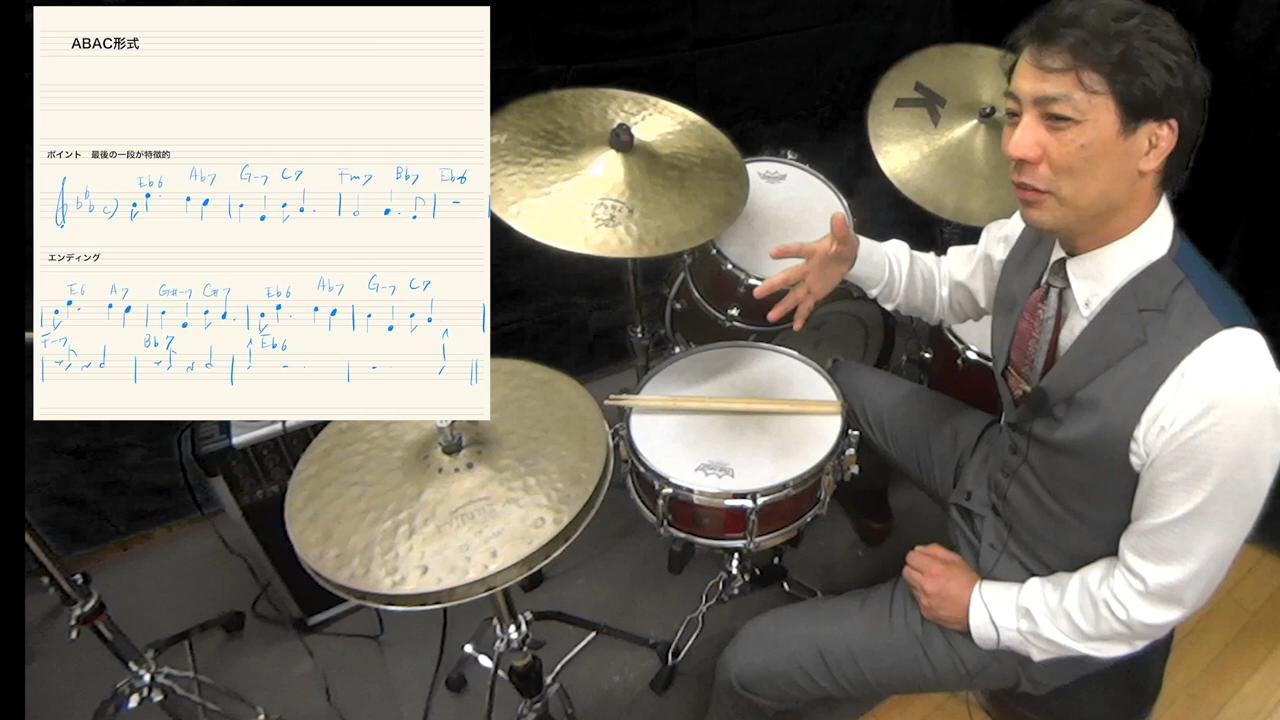 ABAC形式
ポイント 最後の一段が特徴的
Eb6 Ab7 G-7 C7 Fm7 Bb7 Eb6
エンディング
E6 A7 G#-7 C#7 Eb6 Ab7 G-7 C7
F-7 Bb7 Eb6
K